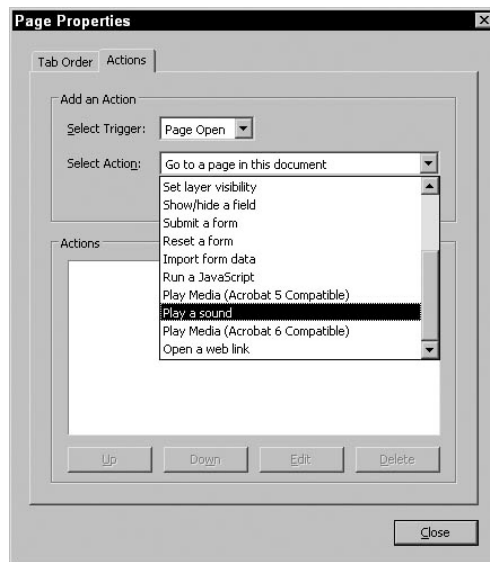 Page Properties
Tab Order Actions
Add an Action
Select Trigger: Page Open
Select Action: Go to a page in this document
Set layer visibility
Show/hide a field
Submit a form
Reset a form
Import form data
Run a JavaScript
Play Media (Acrobat 5 Compatible)
Play a sound
Play Media (Acrobat 6 Compatible)
Open a web link
Actions
Up Down Edit Delete
Close